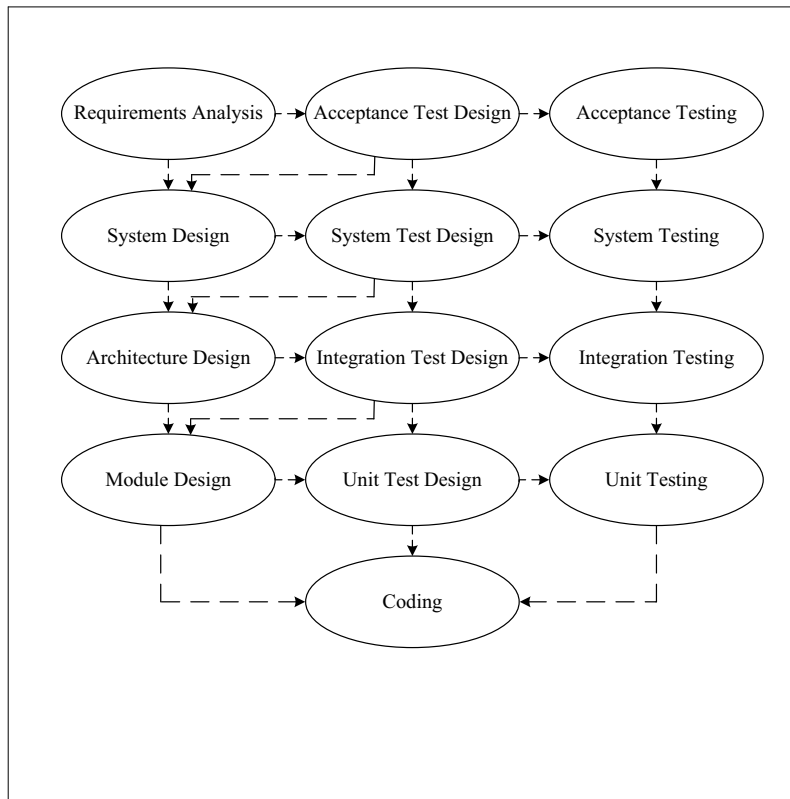 Requirements Analysis
Acceptance Test Design
Acceptance Testing
System Design
System Test Design
System Testing
Architecture Design
Integration Test Design
Integration Testing
Module Design
Unit Test Design
Unit Testing
Coding